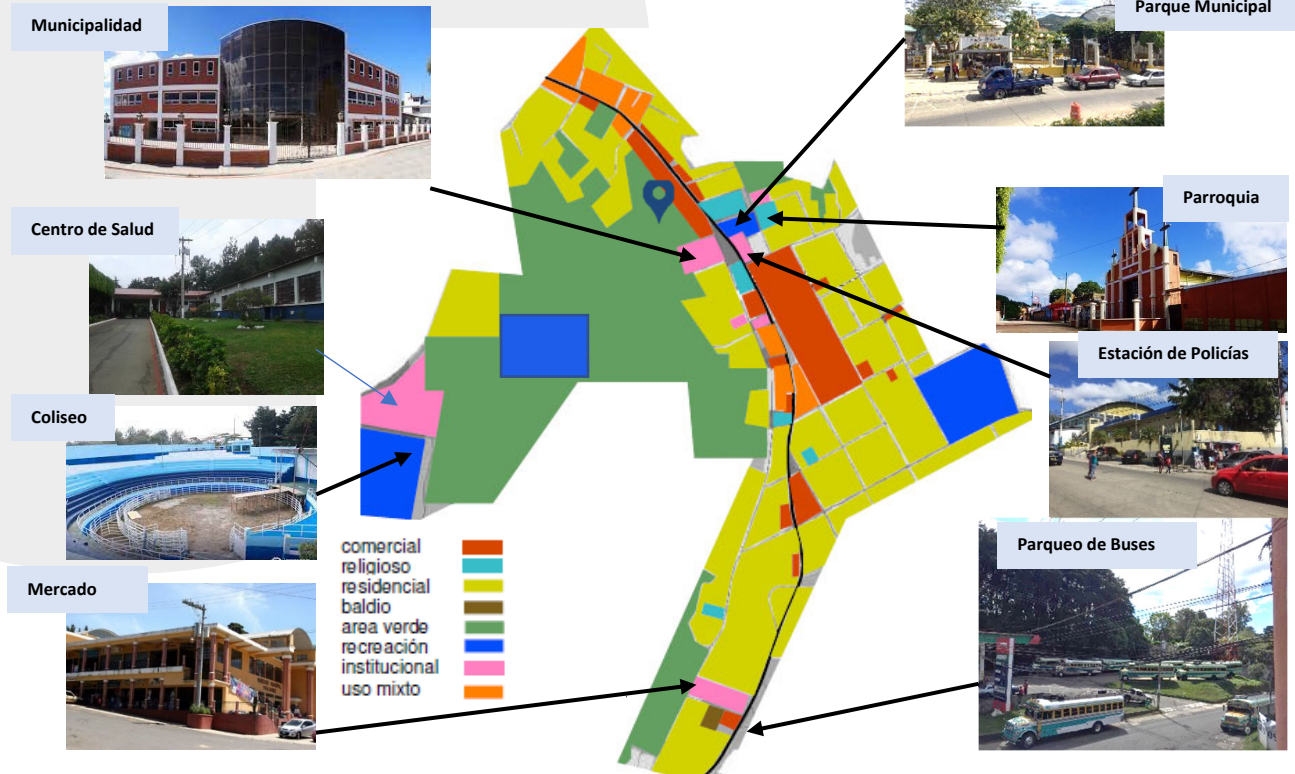 Municipalidad
Parque Municipal
Centro de Salud
Parroquia
Estación de Policías
Coliseo
Parqueo de Buses
Mercado
comercial
religioso
residencial
baldio
area verde
recreación
institucional
uso mixto